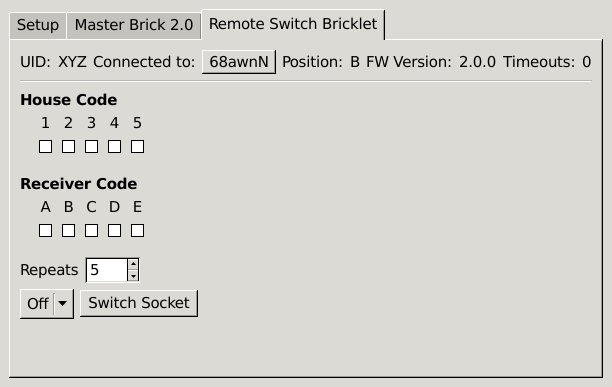 Setup Master Brick 2.0 Remote Switch Bricklet
UID: XYZ Connected to: 68awnN Position: B FW Version: 2.0.0 Timeouts: 0
House Code
1 2 3 4 5
Receiver Code
A B C D E
Repeats 5
Off Switch Socket